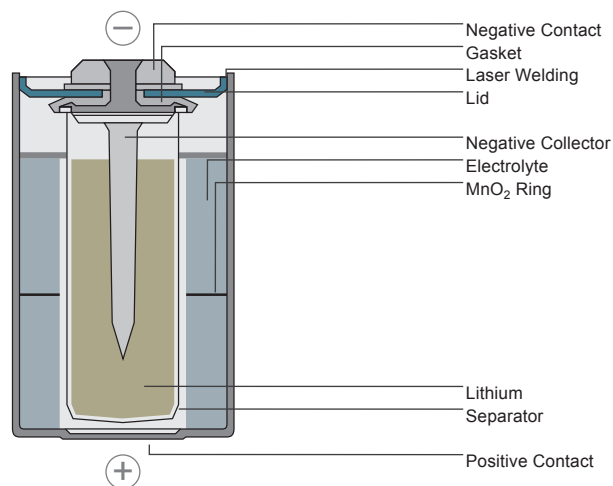 Negative Contact
Gasket
Laser Welding
Lid
Negative Collector
Electrolyte
MnO₂ Ring
Lithium
Separator
Positive Contact